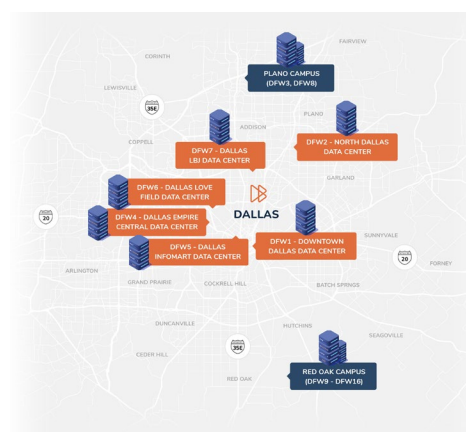 FAIRVIEW
CORINTH
PLANO CAMPUS
(DFW3, DFW8)
LEWISVILLE
35E
PLANO
ADDISON
COPPELL
DFW7 - DALLAS
LBJ DATA CENTER
DFW2 - NORTH DALLAS
DATA CENTER
GARLAND
DFW6 - DALLAS LOVE
FIELD DATA CENTER
DALLAS
20
DFW4 - DALLAS EMPIRE
CENTRAL DATA CENTER
DFW5 - DALLAS
INFOMART DATA CENTER
DFW1 - DOWNTOWN
DALLAS DATA CENTER
SUNNYVALE
20
FORNEY
ARLINGTON
GRAND PRAIRIE
COCKRELL HILL
BATCH SPRINGS
DUNCANVILLE
HUTCHINS
SEAGOVILLE
35E
CEDER HILL
RED OAK
RED OAK CAMPUS
(DFW9 - DFW16)